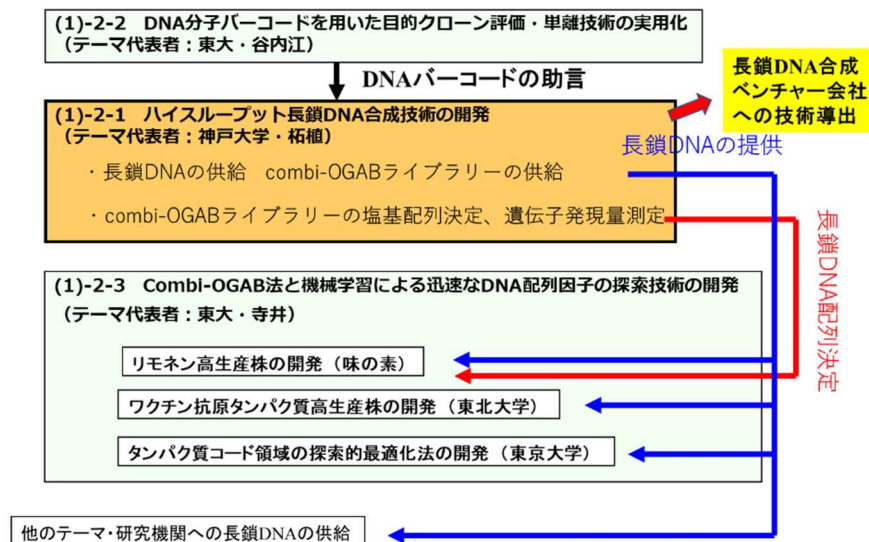 (1)-2-2 DNA分子バーコードを用いた目的クローン評価・単離技術の実用化
（テーマ代表者：東大・谷内江）
DNAバーコードの助言
長鎖DNA合成
ベンチャー会社
への技術導出
(1)-2-1 ハイスループット長鎖DNA合成技術の開発
（テーマ代表者：神戸大学・柘植）
長鎖DNAの提供
・長鎖DNAの供給 combi-OGABライブラリーの供給
・combi-OGABライブラリーの塩基配列決定、遺伝子発現量測定
長鎖DNA配列決定
(1)-2-3 Combi-OGAB法と機械学習による迅速なDNA配列因子の探索技術の開発
（テーマ代表者：東大・寺井）
リモネン高生産株の開発（味の素）
ワクチン抗原タンパク質高生産株の開発（東北大学）
タンパク質コード領域の探索的最適化法の開発（東京大学）
他のテーマ・研究機関への長鎖DNAの供給